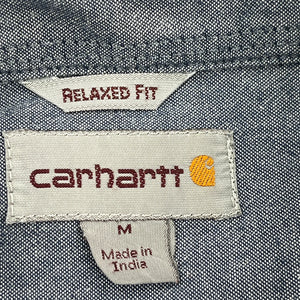 RELAXED FIT
carhartt
M
Made in
India